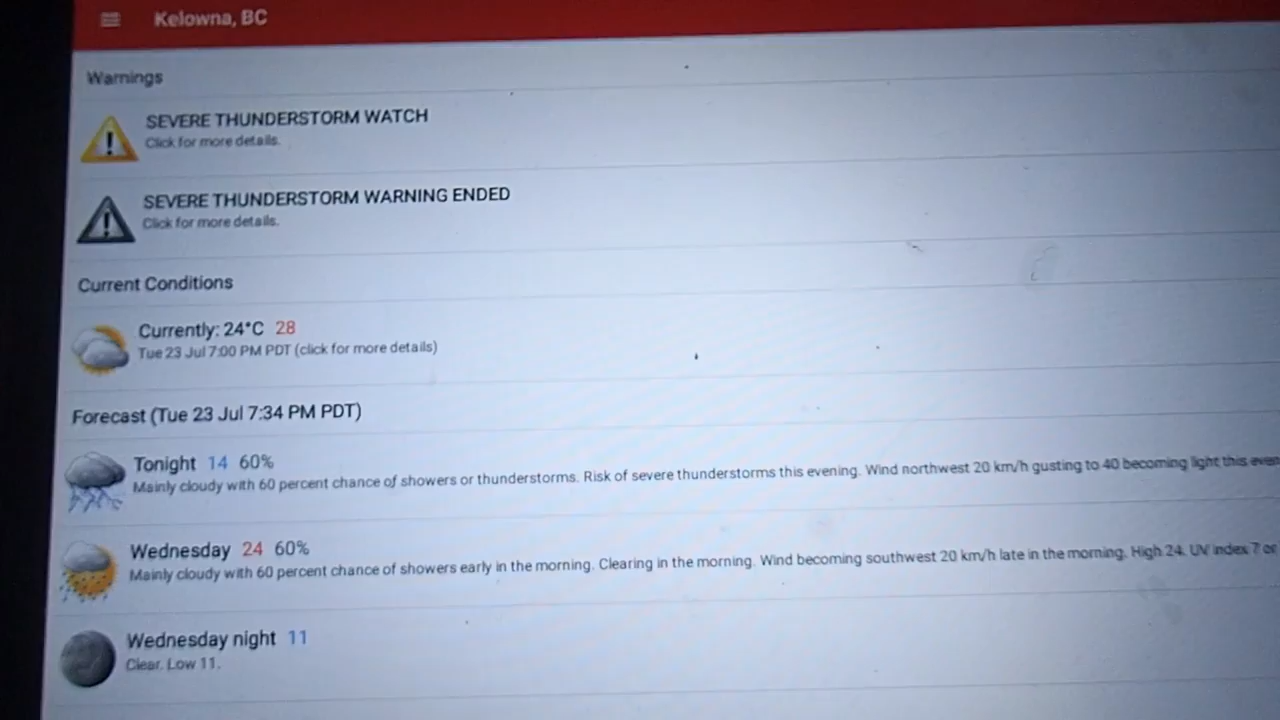 Kelowna, BC
Warnings
SEVERE THUNDERSTORM WATCH
Click for more details.
SEVERE THUNDERSTORM WARNING ENDED
Click for more details.
Current Conditions
Currently: 24°C 28
Tue 23 Jul 7:00 PM PDT (click for more details)
Forecast (Tue 23 Jul 7:34 PM PDT)
Tonight 14 60%
Mainly cloudy with 60 percent chance of showers or thunderstorms. Risk of severe thunderstorms this evening. Wind northwest 20 km/h gusting to 40 becoming light this even
Wednesday 24 60%
Mainly cloudy with 60 percent chance of showers early in the morning. Clearing in the morning. Wind becoming southwest 20 km/h late in the morning. High 24. UV index 7 or
Wednesday night 11
Clear. Low 11.